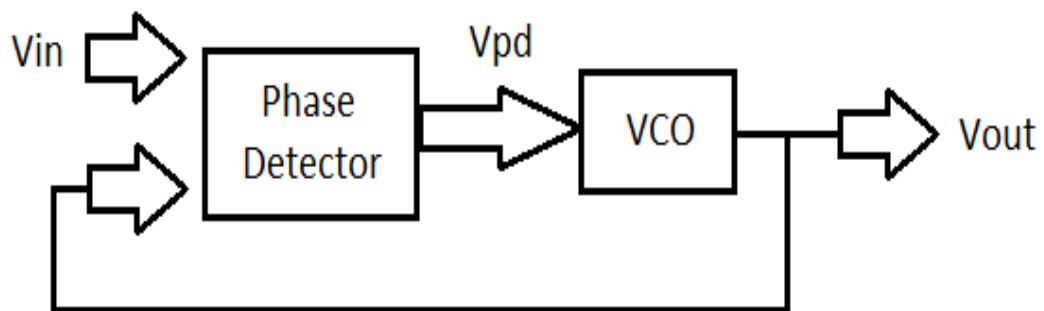 Vin
Phase
Detector
Vpd
VCO
Vout